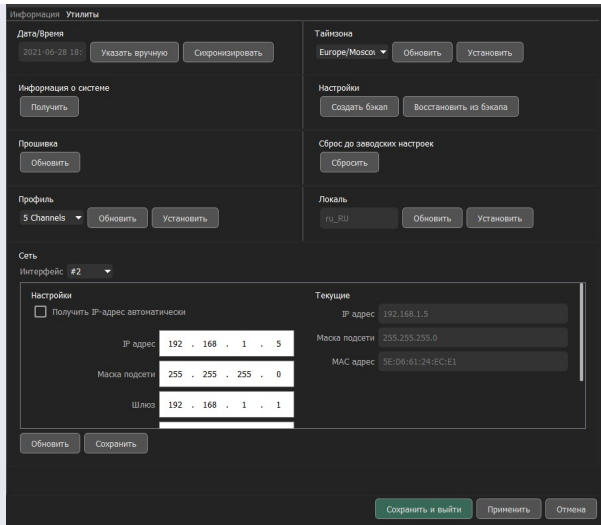 Информация Утилиты
Дата/Время
2021-06-28 18: Указать вручную Сихронизировать
Таймзона
Europe/Moscov Обновить Установить
Информация о системе
Получить
Настройки
Создать бэкап Восстановить из бэкапа
Прошивка
Обновить
Сброс до заводских настроек
Сбросить
Профиль
5 Channels Обновить Установить
Локаль
ru_RU Обновить Установить
Сеть
Интерфейс #2
Настройки
Получить IP-адрес автоматически
IP адрес 192 . 168 . 1 . 5
Маска подсети 255 . 255 . 255 . 0
Шлюз 192 . 168 . 1 . 1
Текущие
IP адрес 192.168.1.5
Маска подсети 255.255.255.0
MAC адрес 5E:D6:61:24:EC:E1
Обновить Сохранить
Сохранить и выйти Применить Отмена